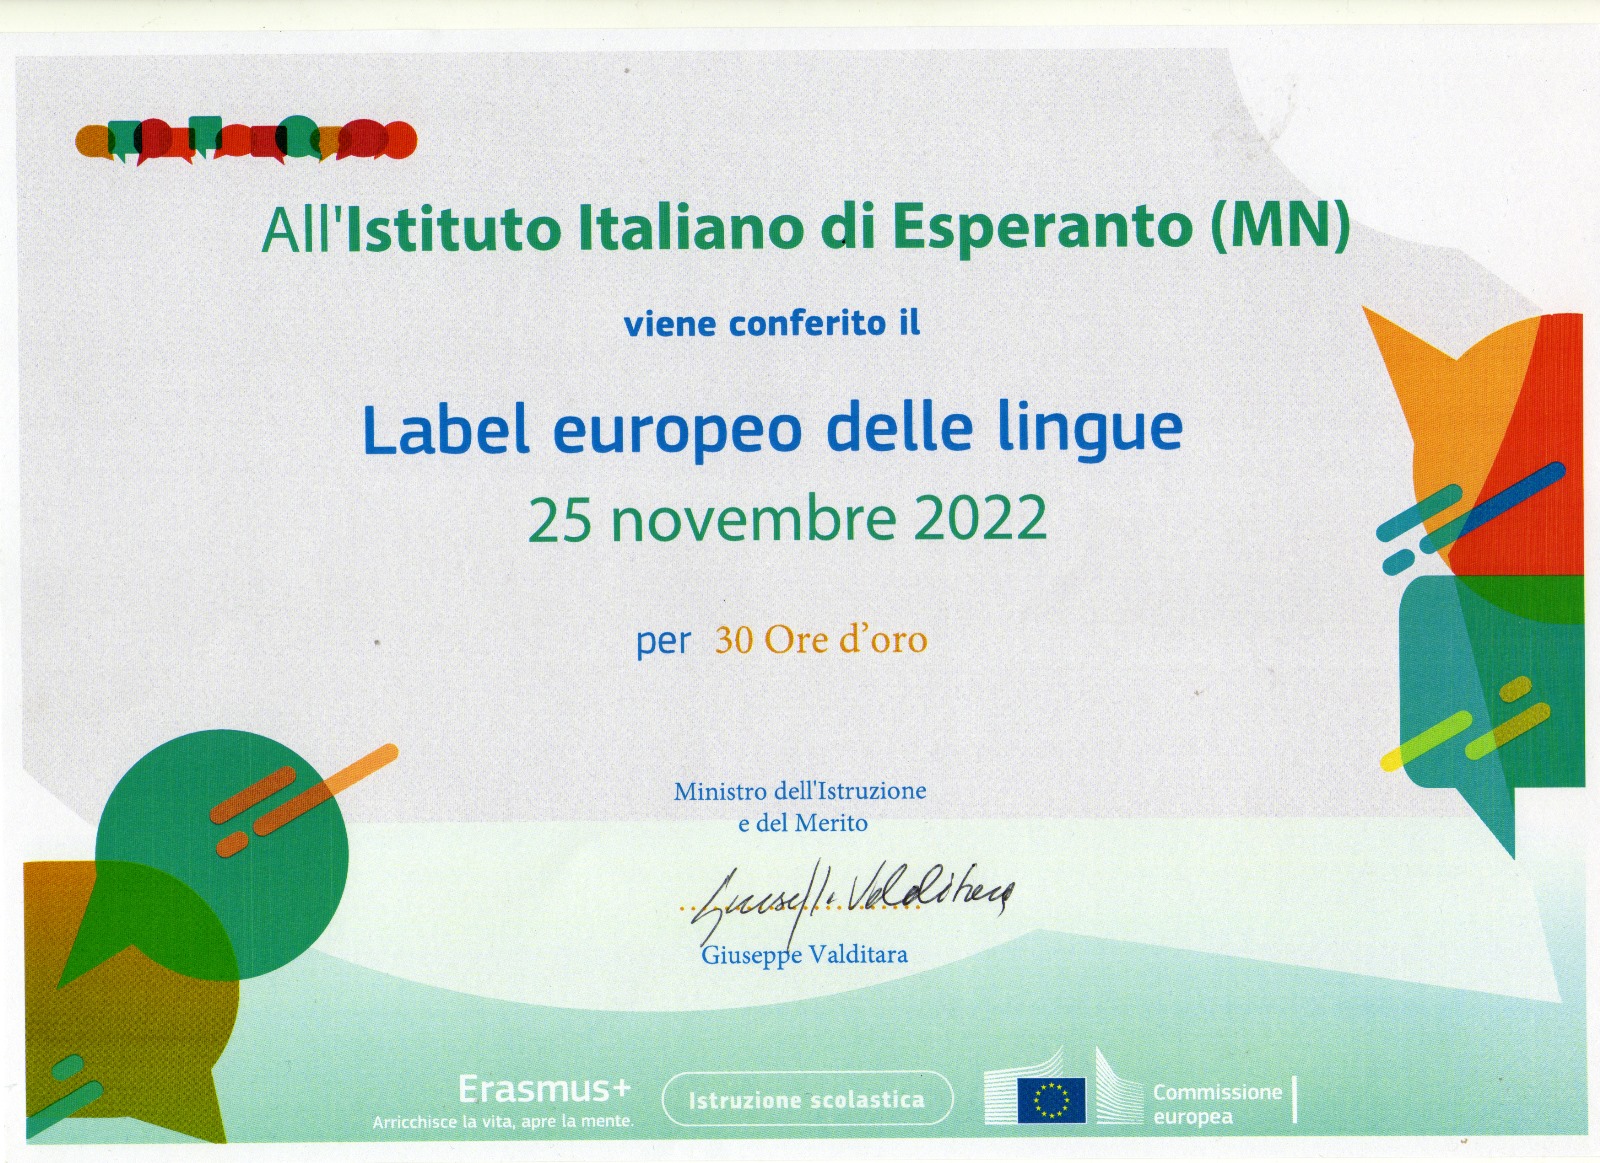 All'Istituto Italiano di Esperanto (MN)
viene conferito il
Label europeo delle lingue
25 novembre 2022
per 30 Ore d’oro
Ministro dell'Istruzione
e del Merito
Giuseppe Valditara
Giuseppe Valditara
Erasmus+
Arricchisce la vita, apre la mente.
Istruzione scolastica
Commissione
europea